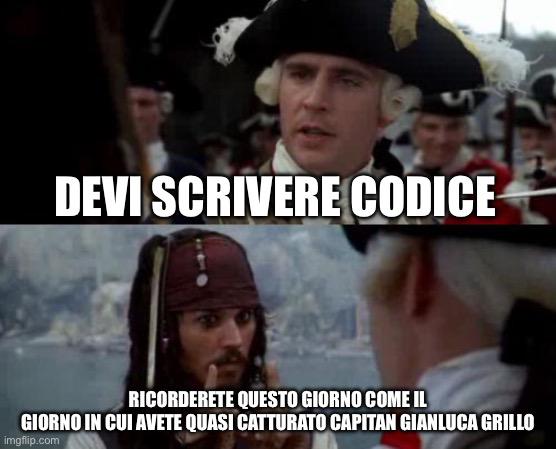 DEVI SCRIVERE CODICE
RICORDERETE QUESTO GIORNO COME IL
GIORNO IN CUI AVETE QUASI CATTURATO CAPITAN GIANLUCA GRILLO
imgflip.com